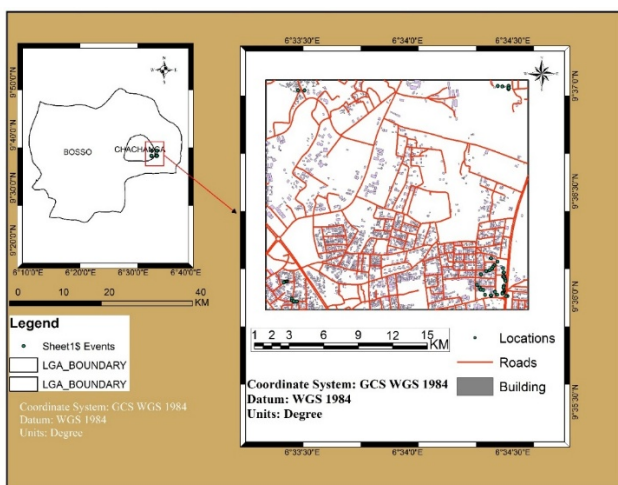 9°50'0"N
9°40'0"N
9°30'0"N
9°20'0"N
BOSSO
CHACHANGA
6°10'0"E 6°20'0"E 6°30'0"E 6°40'0"E
0 10 20 40
KM
Legend
Sheet1$ Events
LGA_BOUNDARY
LGA_BOUNDARY
Coordinate System: GCS WGS 1984
Datum: WGS 1984
Units: Degree
6°33'30"E 6°34'0"E 6°34'30"E
9°37'0"N
9°36'30"N
9°36'0"N
9°35'30"N
1 2 3 6 9 12 15
KM
Locations
Roads
Building
Coordinate System: GCS WGS 1984
Datum: WGS 1984
Units: Degree
6°33'30"E 6°34'0"E 6°34'30"E